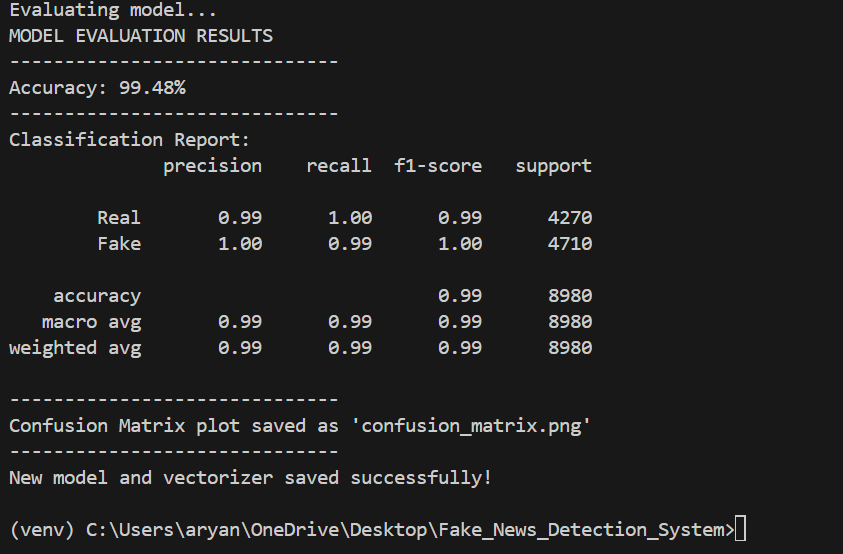 Evaluating model...
MODEL EVALUATION RESULTS
------------------------------
Accuracy: 99.48%
------------------------------
Classification Report:
              precision    recall  f1-score   support

        Real       0.99      1.00      0.99      4270
        Fake       1.00      0.99      1.00      4710

    accuracy                           0.99      8980
   macro avg       0.99      0.99      0.99      8980
weighted avg       0.99      0.99      0.99      8980

------------------------------
Confusion Matrix plot saved as 'confusion_matrix.png'
------------------------------
New model and vectorizer saved successfully!

(venv) C:\Users\aryan\OneDrive\Desktop\Fake_News_Detection_System>